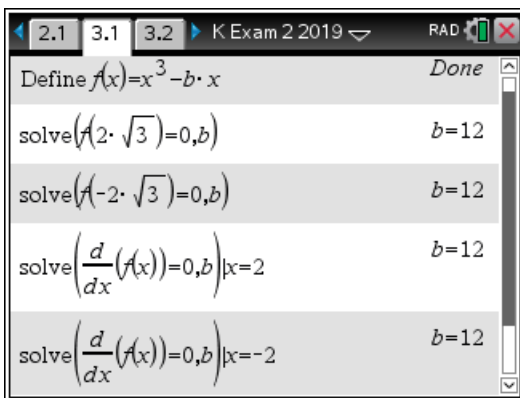 2.1 3.1 3.2 K Exam 2 2019 RAD
Define f(x)=x³−b·x Done
solve(f(2·√3)=0,b) b=12
solve(f(-2·√3)=0,b) b=12
solve(d/dx(f(x))=0,b)|x=2 b=12
solve(d/dx(f(x))=0,b)|x=-2 b=12